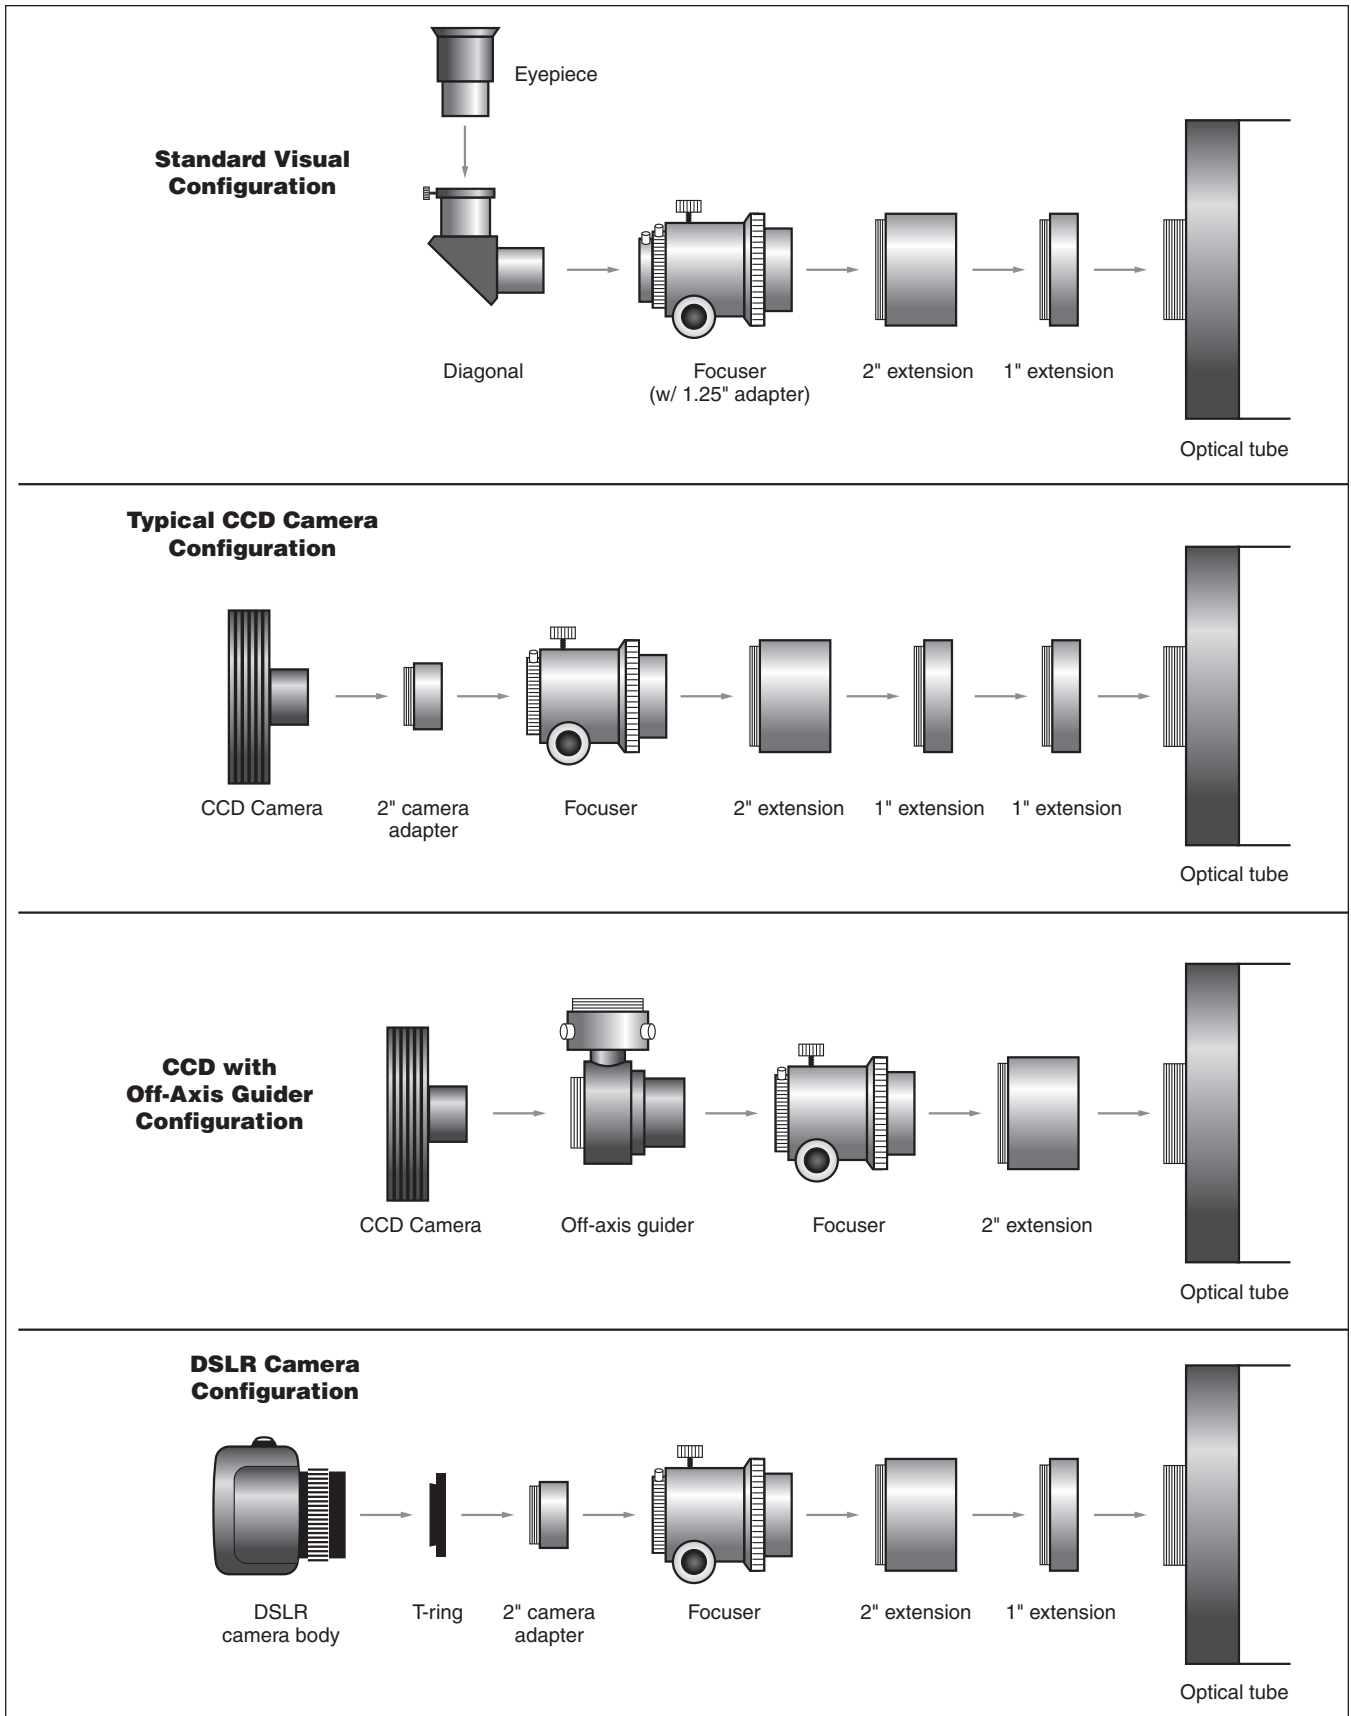 Eyepiece
Standard Visual
Configuration
Diagonal
Focuser
(w/ 1.25" adapter)
2" extension
1" extension
Optical tube
Typical CCD Camera
Configuration
CCD Camera
2" camera
adapter
Focuser
2" extension
1" extension
1" extension
Optical tube
CCD with
Off-Axis Guider
Configuration
CCD Camera
Off-axis guider
Focuser
2" extension
Optical tube
DSLR Camera
Configuration
DSLR
camera body
T-ring
2" camera
adapter
Focuser
2" extension
1" extension
Optical tube